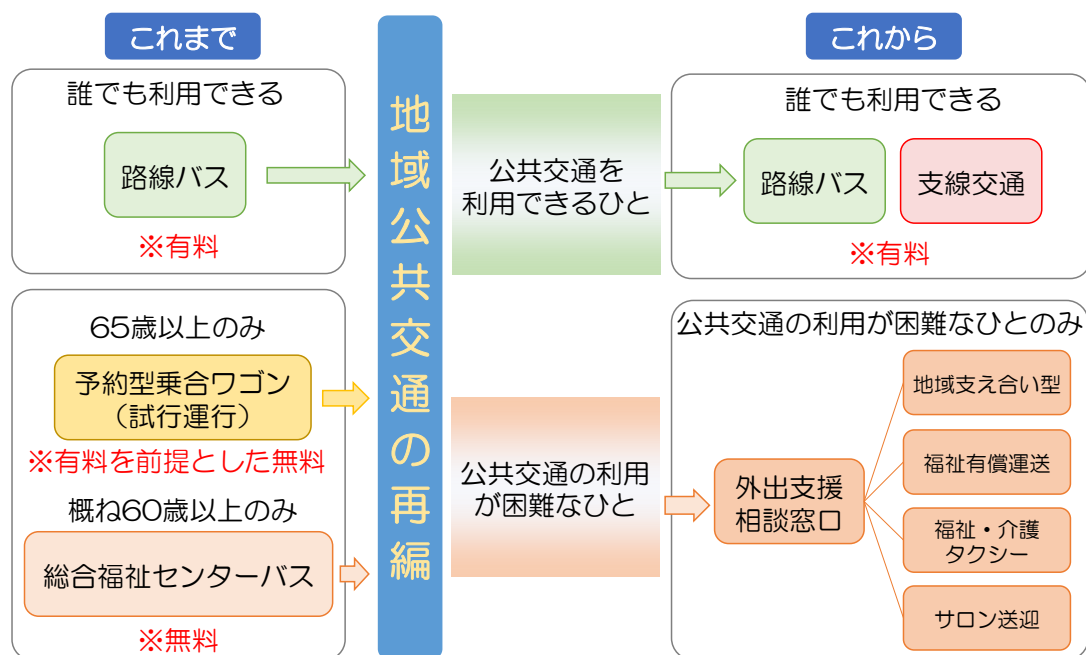 これまで
誰でも利用できる
路線バス
※有料
65歳以上のみ
予約型乗合ワゴン
（試行運行）
※有料を前提とした無料
概ね60歳以上のみ
総合福祉センターバス
※無料
地域公共交通の再編
公共交通を
利用できるひと
公共交通の利用
が困難なひと
これから
誰でも利用できる
路線バス
支線交通
※有料
公共交通の利用が困難なひとのみ
外出支援
相談窓口
地域支え合い型
福祉有償運送
福祉・介護
タクシー
サロン送迎